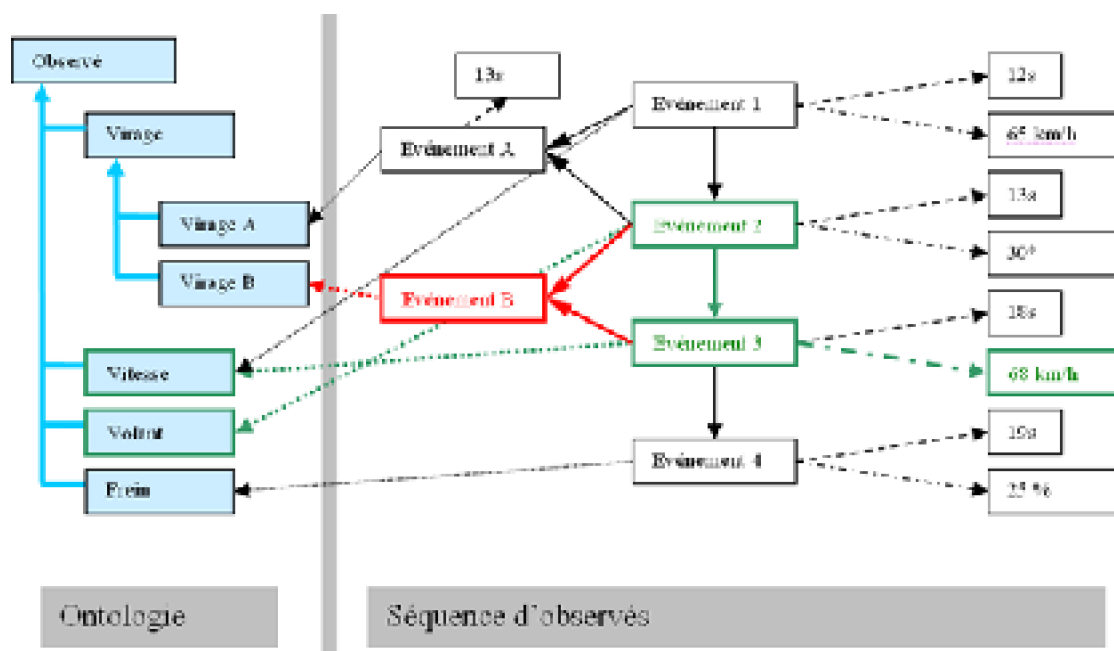 Observé
Virage
Virage A
Virage B
Vitesse
Volant
Frein
13s
Evénement A
Evénement B
Evénement 1
Evénement 2
Evénement 3
Evénement 4
12s
65 km/h
13s
30°
18s
68 km/h
19s
25 %
Ontologie
Séquence d'observés